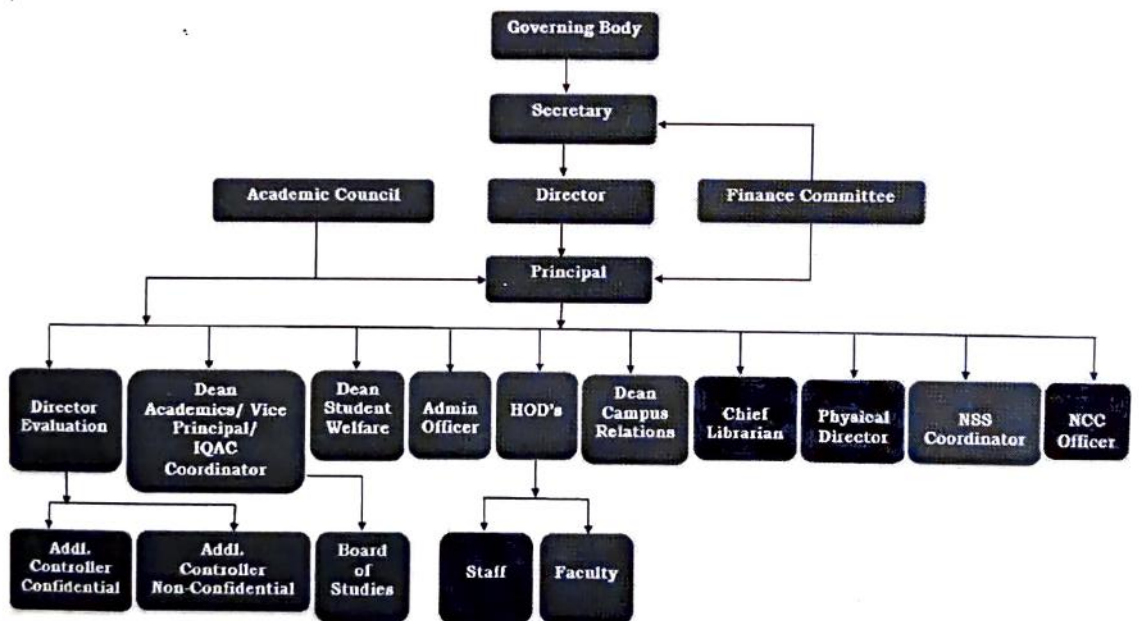 Governing Body
Secretary
Academic Council
Director
Finance Committee
Principal
Director
Evaluation
Dean
Academics/ Vice
Principal/
IQAC
Coordinator
Dean
Student
Welfare
Admin
Officer
HOD's
Dean
Campus
Relations
Chief
Librarian
Physical
Director
NSS
Coordinator
NCC
Officer
Addl.
Controller
Confidential
Addl.
Controller
Non-Confidential
Board
of
Studies
Staff
Faculty